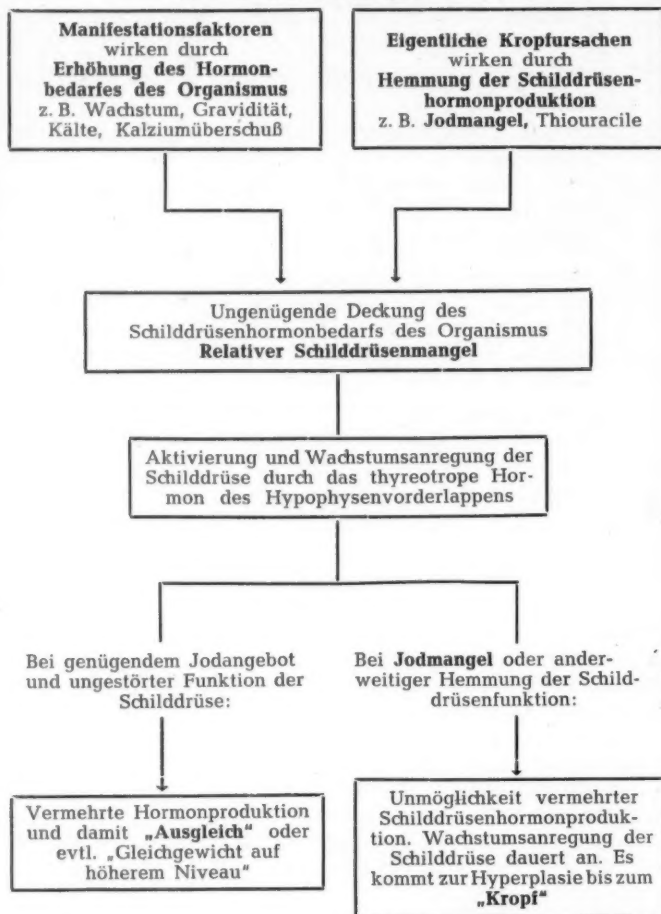 Manifestationsfaktoren
wirken durch
Erhöhung des Hormon-
bedarfes des Organismus
z. B. Wachstum, Gravidität,
Kälte, Kalziumüberschuß
Eigentliche Kropfursachen
wirken durch
Hemmung der Schilddrüsen-
hormonproduktion
z. B. Jodmangel, Thiouracile
Ungenügende Deckung des
Schilddrüsenhormonbedarfs des Organismus
Relativer Schilddrüsenmangel
Aktivierung und Wachstumsanregung der
Schilddrüse durch das thyreotrope Hor-
mon des Hypophysenvorderlappens
Bei genügendem Jodangebot
und ungestörter Funktion der
Schilddrüse:
Bei Jodmangel oder ander-
weitiger Hemmung der Schild-
drüsenfunktion:
Vermehrte Hormonproduktion
und damit „Ausgleich" oder
evtl. „Gleichgewicht auf
höherem Niveau"
Unmöglichkeit vermehrter
Schilddrüsenhormonproduk-
tion. Wachstumsanregung der
Schilddrüse dauert an. Es
kommt zur Hyperplasie bis zum
„Kropf"